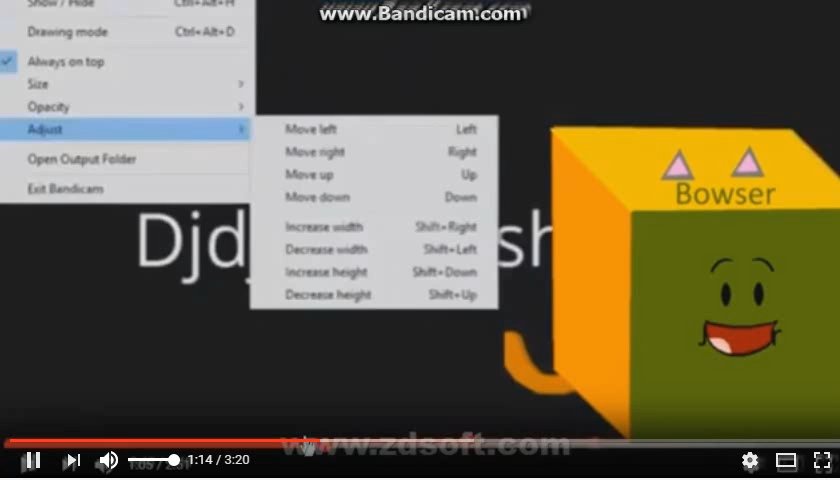 www.Bandicam.com
Show / Hide Ctrl+Alt+H
Drawing mode Ctrl+Alt+D
Always on top
Size
Opacity
Adjust
Open Output Folder
Exit Bandicam
Move left Left
Move right Right
Move up Up
Move down Down
Increase width Shift+Right
Decrease width Shift+Left
Increase height Shift+Down
Decrease height Shift+Up
Bowser
www.zdsoft.com
1:14 / 3:20